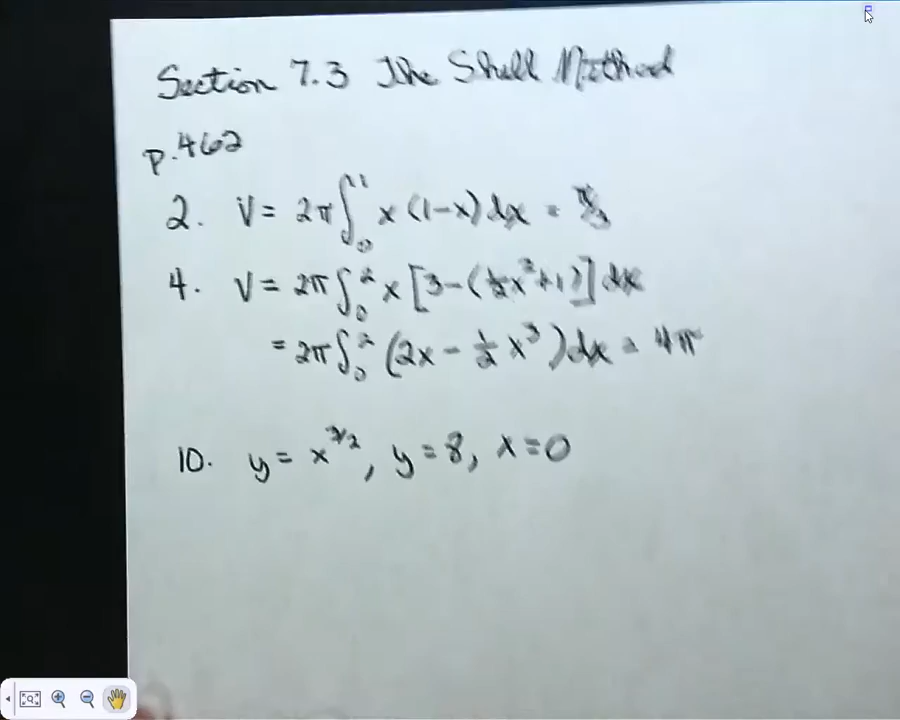 Section 7.3 The Shell Method
p.462
2. V = 2π∫₀¹ x (1-x) dx = π/3
4. V = 2π∫₀² x [3-(½x²+1)] dx
= 2π∫₀² (2x - ½x³) dx = 4π
10. y = x^(3/2), y = 8, x = 0